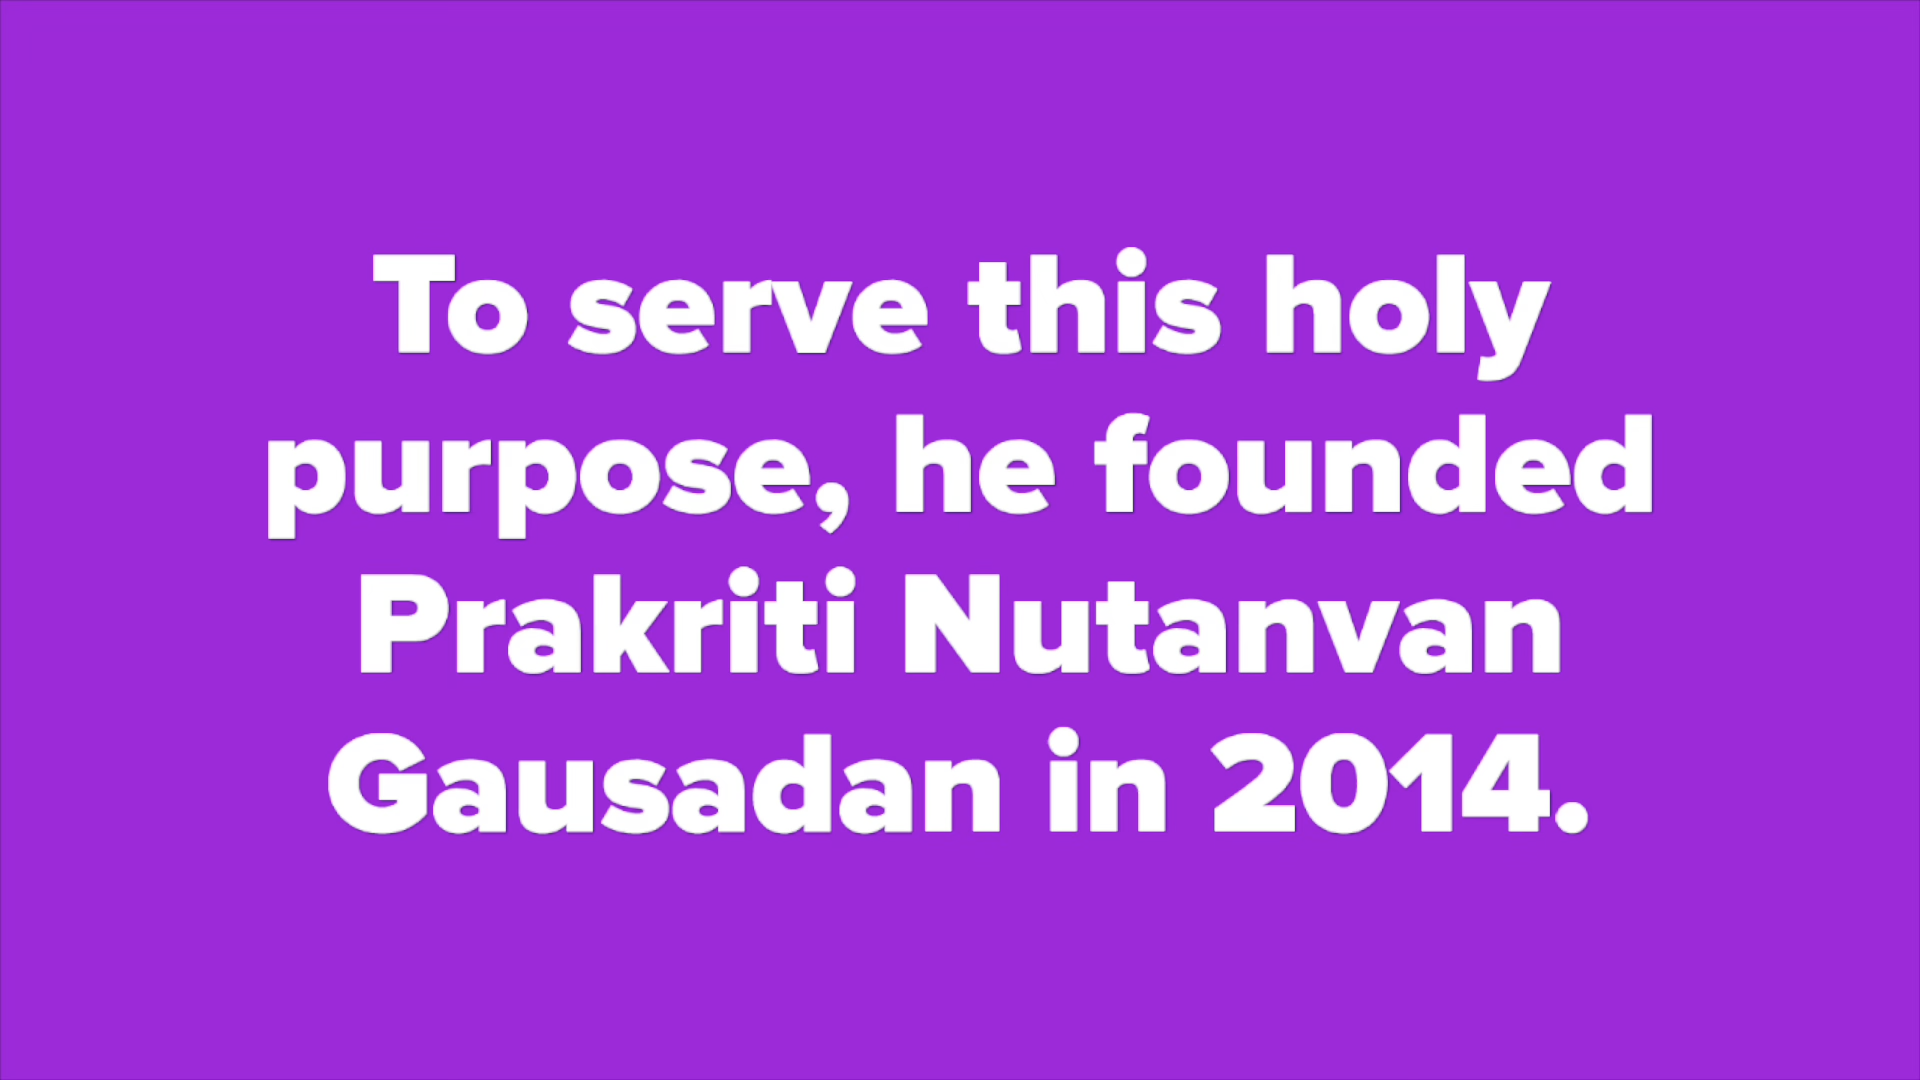 To serve this holy
purpose, he founded
Prakriti Nutanvan
Gausadan in 2014.